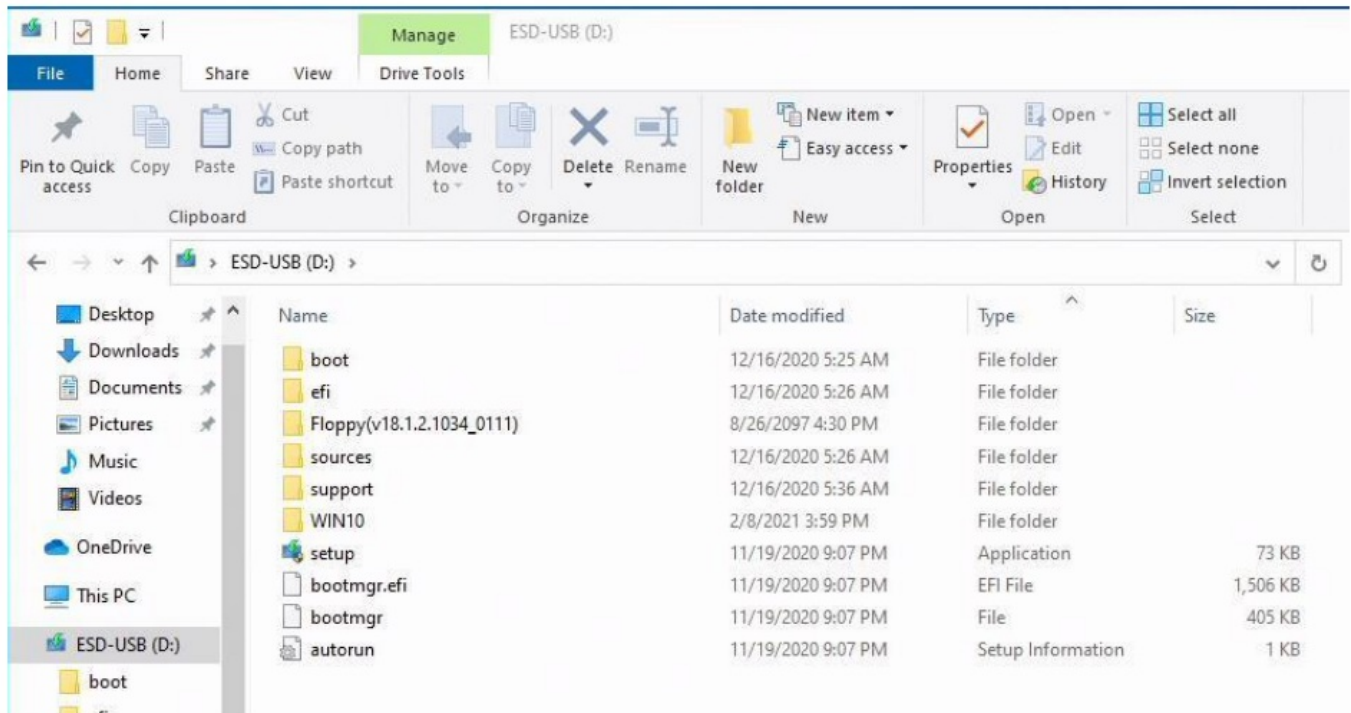 Manage ESD-USB (D:)
File Home Share View Drive Tools
Pin to Quick access
Copy
Paste
Cut
Copy path
Paste shortcut
Clipboard
Move to
Copy to
Delete
Rename
Organize
New folder
New item
Easy access
New
Properties
Open
Edit
History
Open
Select all
Select none
Invert selection
Select
ESD-USB (D:)
Desktop
Downloads
Documents
Pictures
Music
Videos
OneDrive
This PC
ESD-USB (D:)
boot
Name Date modified Type Size
boot 12/16/2020 5:25 AM File folder
efi 12/16/2020 5:26 AM File folder
Floppy(v18.1.2.1034_0111) 8/26/2097 4:30 PM File folder
sources 12/16/2020 5:26 AM File folder
support 12/16/2020 5:36 AM File folder
WIN10 2/8/2021 3:59 PM File folder
setup 11/19/2020 9:07 PM Application 73 KB
bootmgr.efi 11/19/2020 9:07 PM EFI File 1,506 KB
bootmgr 11/19/2020 9:07 PM File 405 KB
autorun 11/19/2020 9:07 PM Setup Information 1 KB